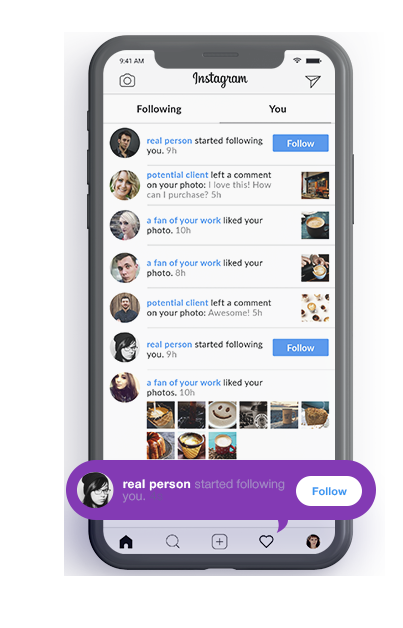 9:41 AM
Instagram
Following You
real person started following
you. 9h
Follow
potential client left a comment
on your photo: I love this! How
can I purchase? 5h
a fan of your work liked your
photo. 10h
a fan of your work liked your
photo. 8h
potential client left a comment
on your photo: Awesome! 5h
real person started following
you. 9h
Follow
a fan of your work liked your
photos. 10h
real person started following
you.
Follow